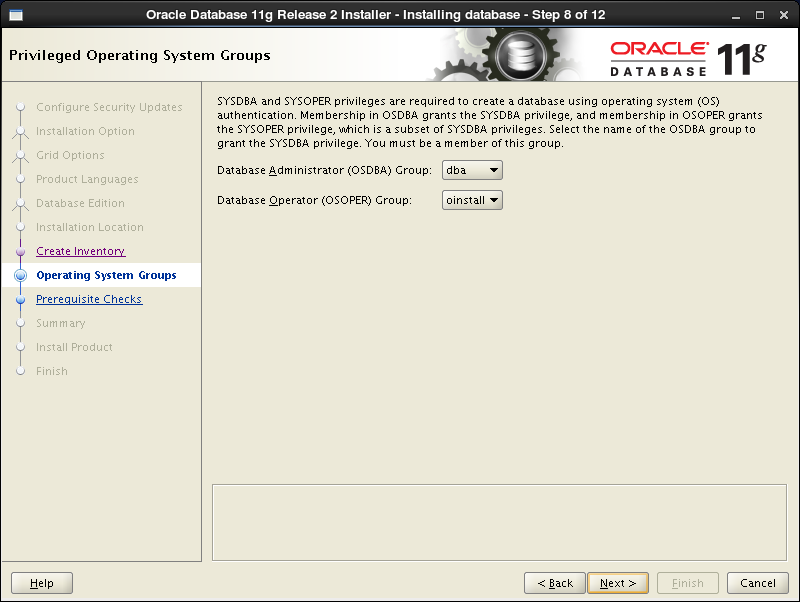 Oracle Database 11g Release 2 Installer - Installing database - Step 8 of 12
Privileged Operating System Groups
ORACLE®
DATABASE
11g
Configure Security Updates
Installation Option
Grid Options
Product Languages
Database Edition
Installation Location
Create Inventory
Operating System Groups
Prerequisite Checks
Summary
Install Product
Finish
SYSDBA and SYSOPER privileges are required to create a database using operating system (OS)
authentication. Membership in OSDBA grants the SYSDBA privilege, and membership in OSOPER grants
the SYSOPER privilege, which is a subset of SYSDBA privileges. Select the name of the OSDBA group to
grant the SYSDBA privilege. You must be a member of this group.
Database Administrator (OSDBA) Group: dba
Database Operator (OSOPER) Group: oinstall
Help < Back Next > Finish Cancel